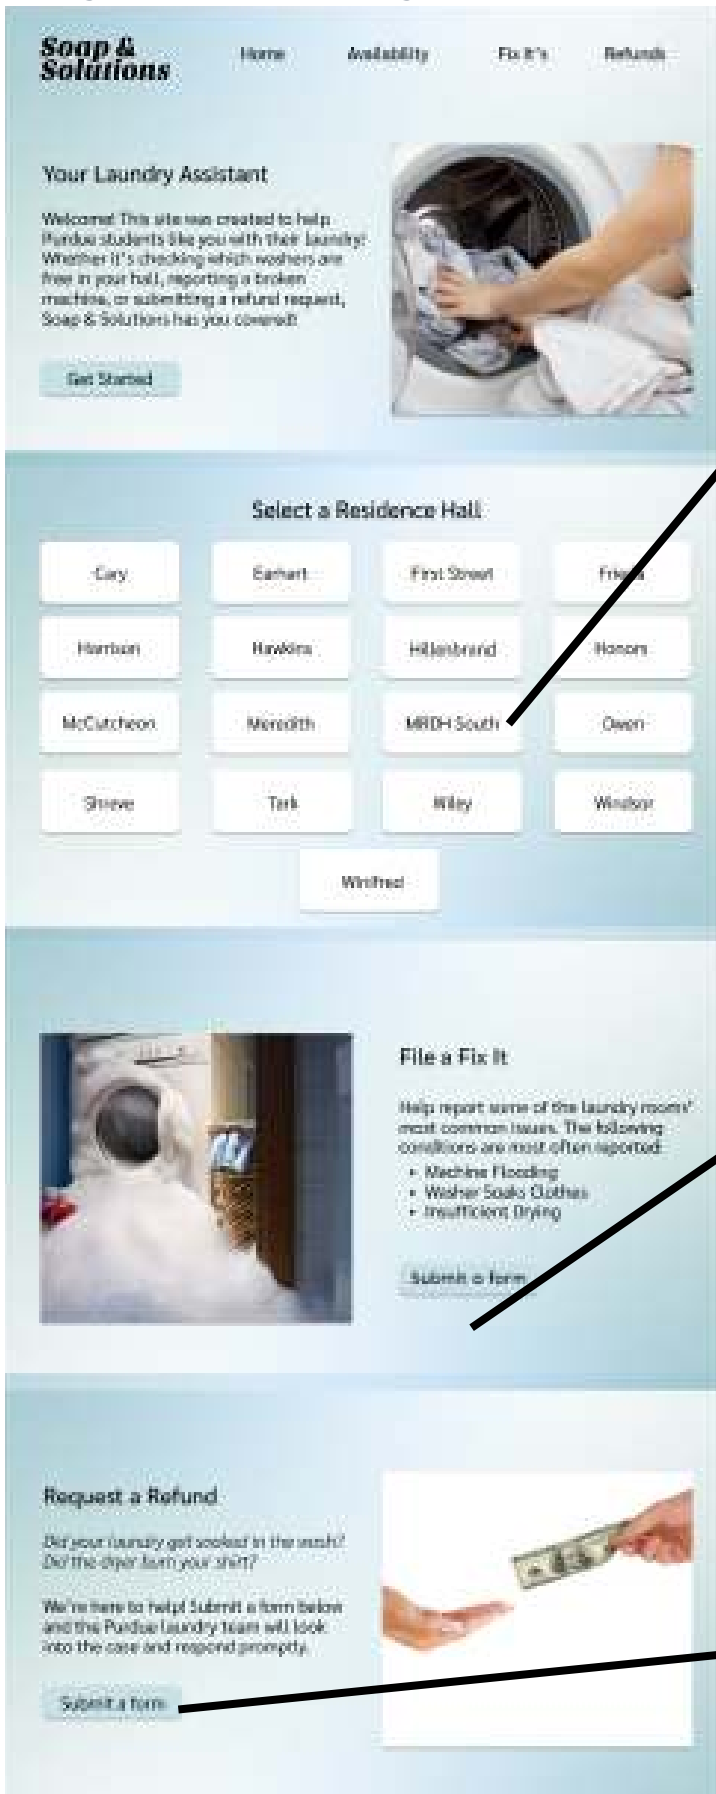 Soap &
Solutions
Home Availability Fix It's Refunds
Your Laundry Assistant
Welcome! This site was created to help
Purdue students like you with their laundry!
Whether it's checking which washers are
free in your hall, reporting a broken
machine, or submitting a refund request,
Soap & Solutions has you covered!
Get Started
Select a Residence Hall
Cary Earhart First Street Frieda
Harrison Hawkins Hillenbrand Honors
McCutcheon Meredith MRDH South Owen
Shreve Tark Wiley Windsor
Winifred
File a Fix It
Help report some of the laundry rooms'
most common issues. The following
conditions are most often reported:
• Machine Flooding
• Washer Soaks Clothes
• Insufficient Drying
Submit a form
Request a Refund
Did your laundry get soaked in the wash?
Did the dryer burn your shirt?
We're here to help! Submit a form below
and the Purdue laundry team will look
into the case and respond promptly.
Submit a form